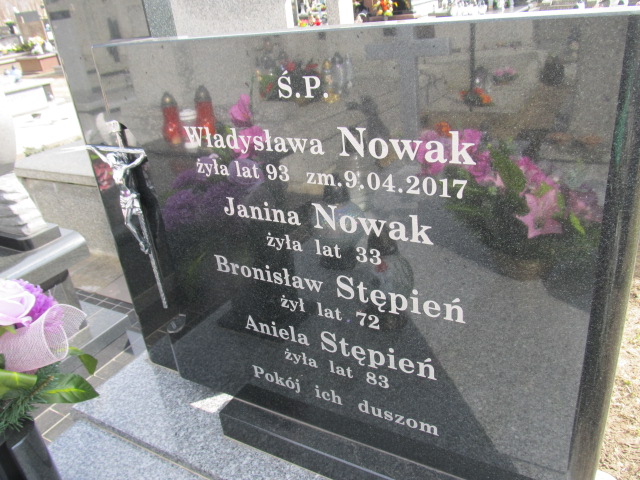 Ś.P.
Władysława Nowak
żyła lat 93 zm.9.04.2017
Janina Nowak
żyła lat 33
Bronisław Stępień
żył lat 72
Aniela Stępień
żyła lat 83
Pokój ich duszom